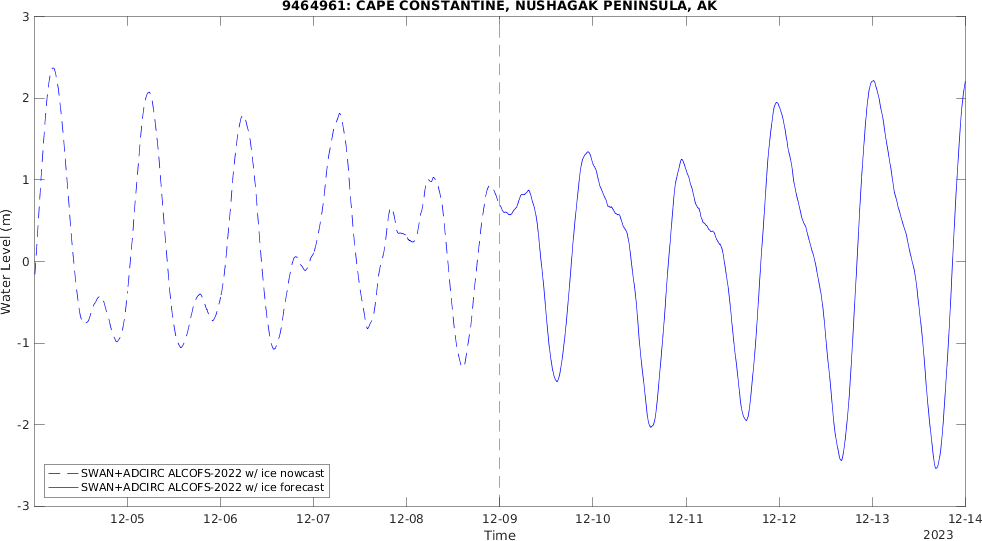 9464961: CAPE CONSTANTINE, NUSHAGAK PENINSULA, AK
3
2
1
0
-1
-2
-3
Water Level (m)
SWAN+ADCIRC ALCOFS-2022 w/ ice nowcast
SWAN+ADCIRC ALCOFS-2022 w/ ice forecast
12-05 12-06 12-07 12-08 12-09 12-10 12-11 12-12 12-13 12-14
Time
2023